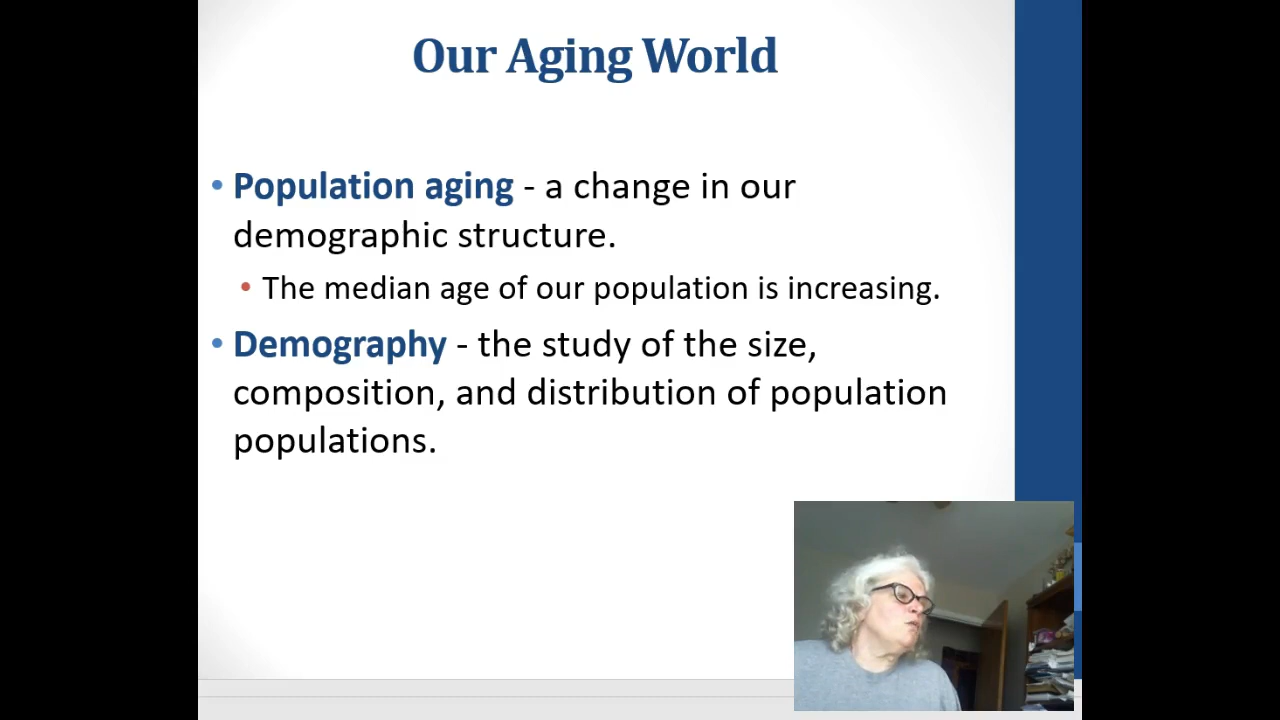 Our Aging World
• Population aging - a change in our
demographic structure.
• The median age of our population is increasing.
• Demography - the study of the size,
composition, and distribution of population
populations.